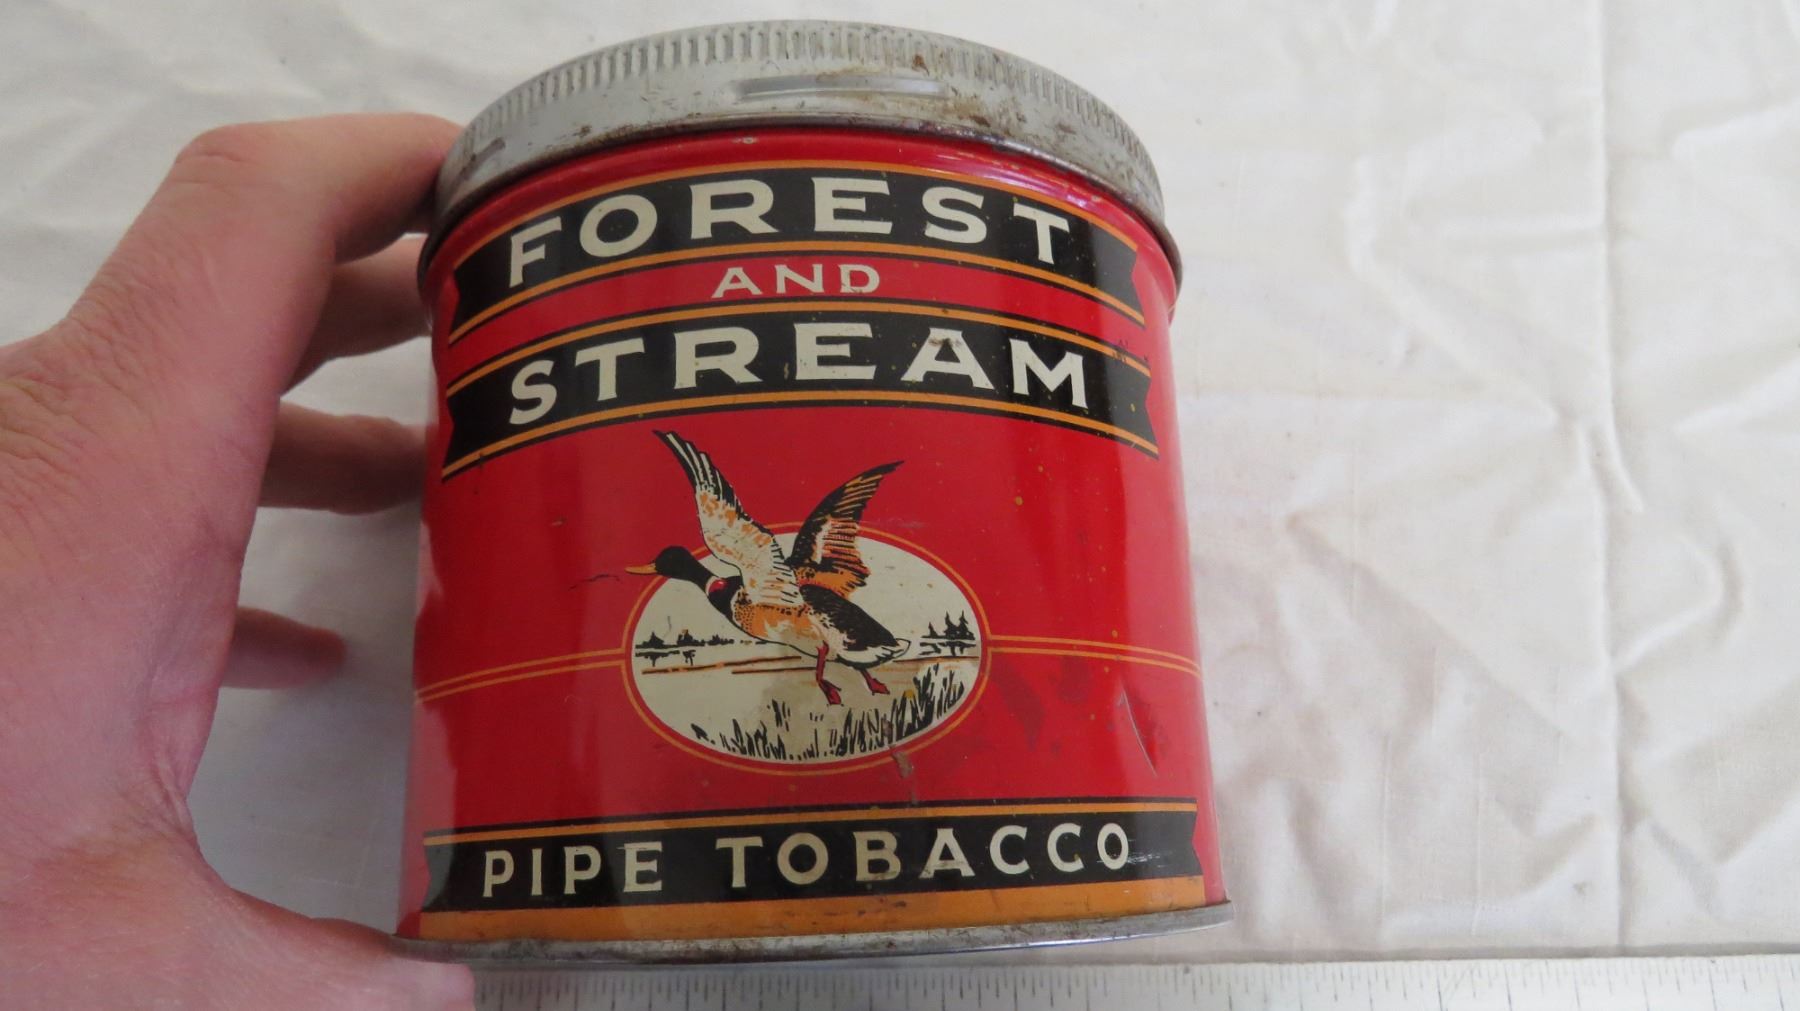 FOREST
AND
STREAM
PIPE TOBACCO